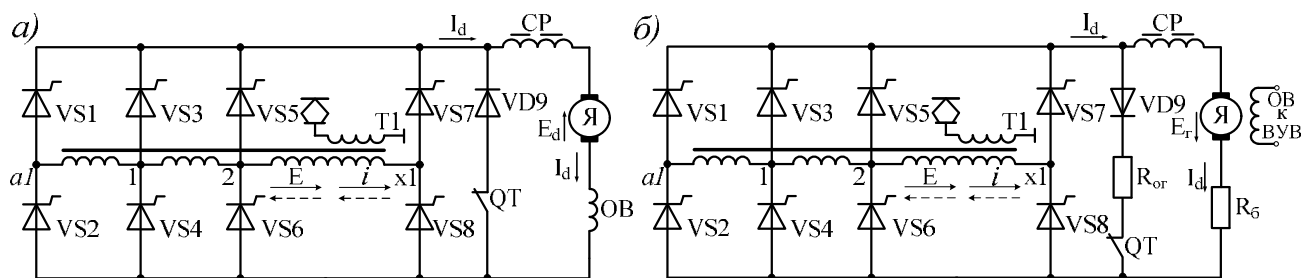 а)
I_d
СР
VS1
VS3
VS5
VS7
VD9
T1
Я
E_d
I_d
a1
1
2
E
i
x1
QT
ОВ
VS2
VS4
VS6
VS8
б)
I_d
СР
VS1
VS3
VS5
VS7
VD9
T1
Я
ОВ
к
ВУВ
E_г
a1
1
2
E
i
x1
R_ог
I_d
R_б
VS2
VS4
VS6
VS8
QT